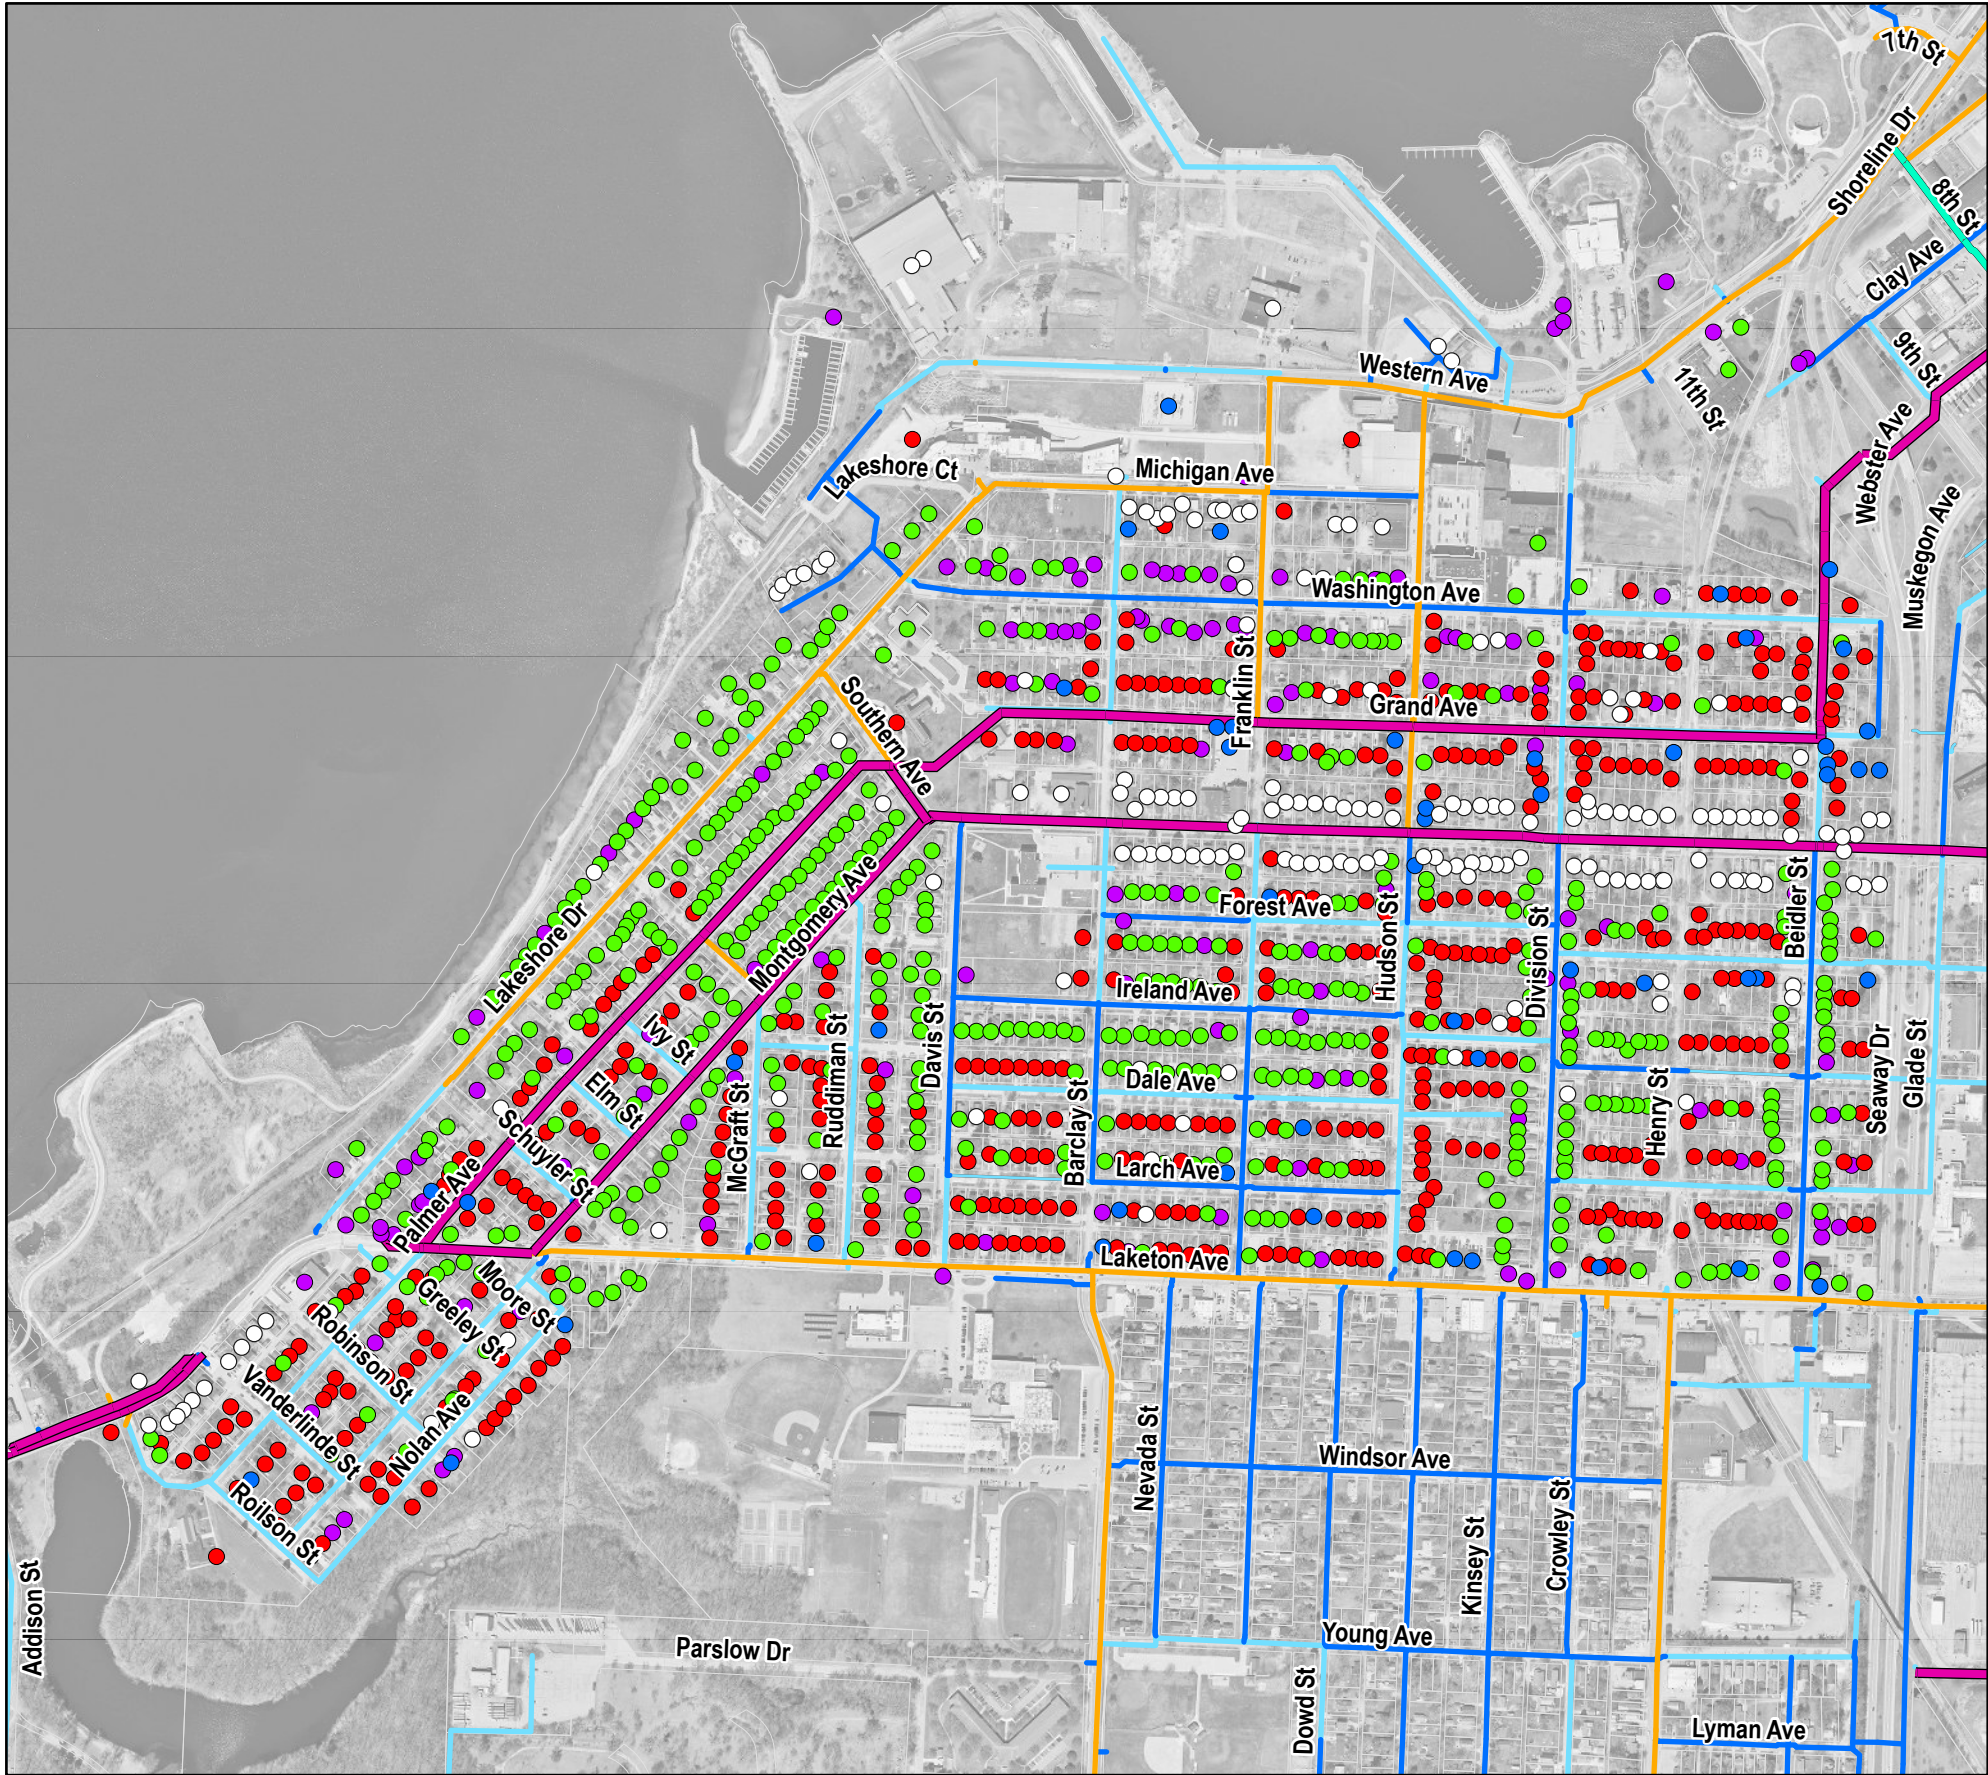 7th St
Shoreline Dr
8th St
Clay Ave
9th St
Western Ave
11th St
Webster Ave
Lakeshore Ct
Michigan Ave
Muskegon Ave
Washington Ave
Franklin St
Southern Ave
Grand Ave
Montgomery Ave
Lakeshore Dr
Forest Ave
Hudson St
Division St
Beidler St
Ireland Ave
Ivy St
Ruddiman St
Davis St
Seaway Dr
Glade St
Elm St
Dale Ave
McGraft St
Barclay St
Henry St
Schuyler St
Larch Ave
Palmer Ave
Laketon Ave
Moore St
Greeley St
Robinson St
Vanderlinde St
Nolan Ave
Nevada St
Windsor Ave
Roilson St
Kinsey St
Crowley St
Addison St
Parslow Dr
Young Ave
Dowd St
Lyman Ave